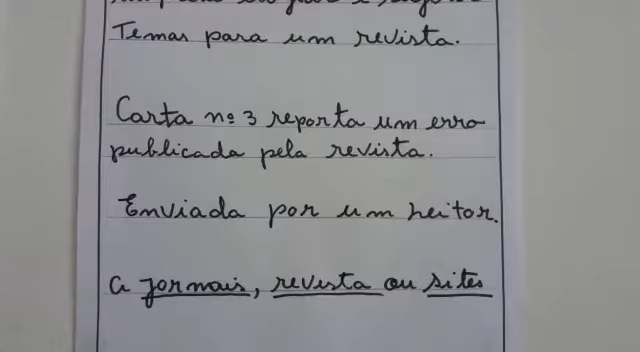 Temas para um revista.
Carta nº 3 reporta um erro
publicada pela revista.
Enviada por um heitor.
a jornais, revista ou sites